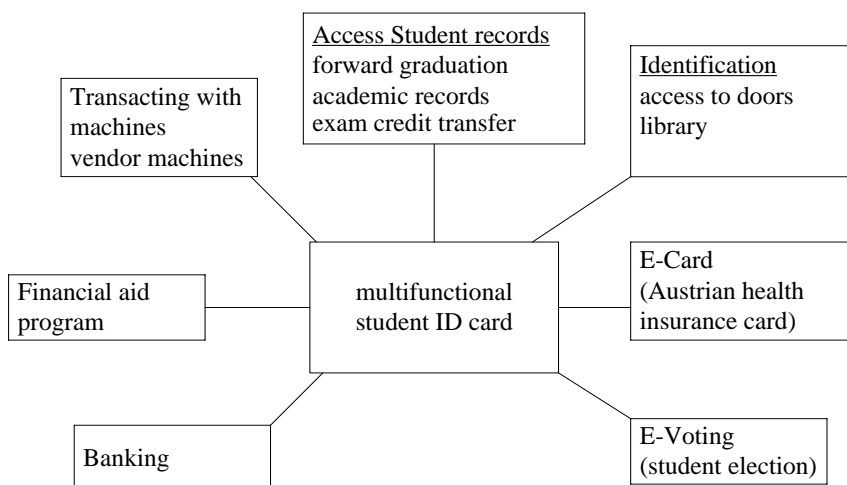 Access Student records
forward graduation
academic records
exam credit transfer
Identification
access to doors
library
Transacting with
machines
vendor machines
Financial aid
program
multifunctional
student ID card
E-Card
(Austrian health
insurance card)
Banking
E-Voting
(student election)